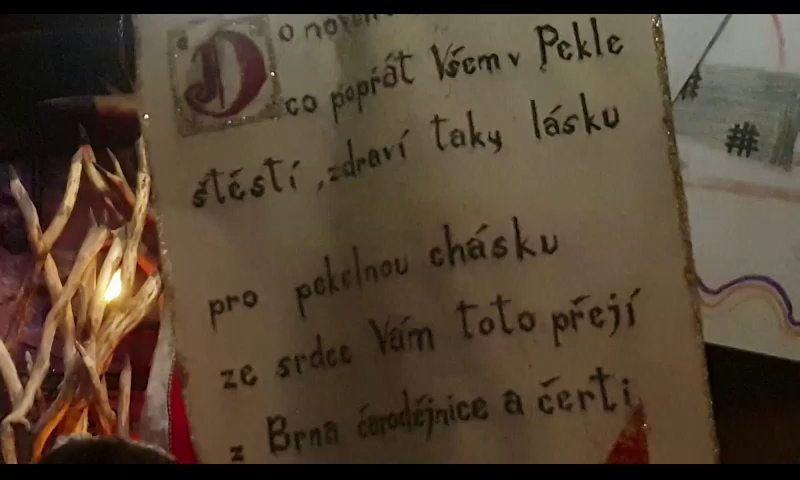 Do
co popřát Všem v Pekle
štěstí, zdraví taky lásku
pro pekelnou chásku
ze srdce Vám toto přejí
z Brna čarodějnice a čerti